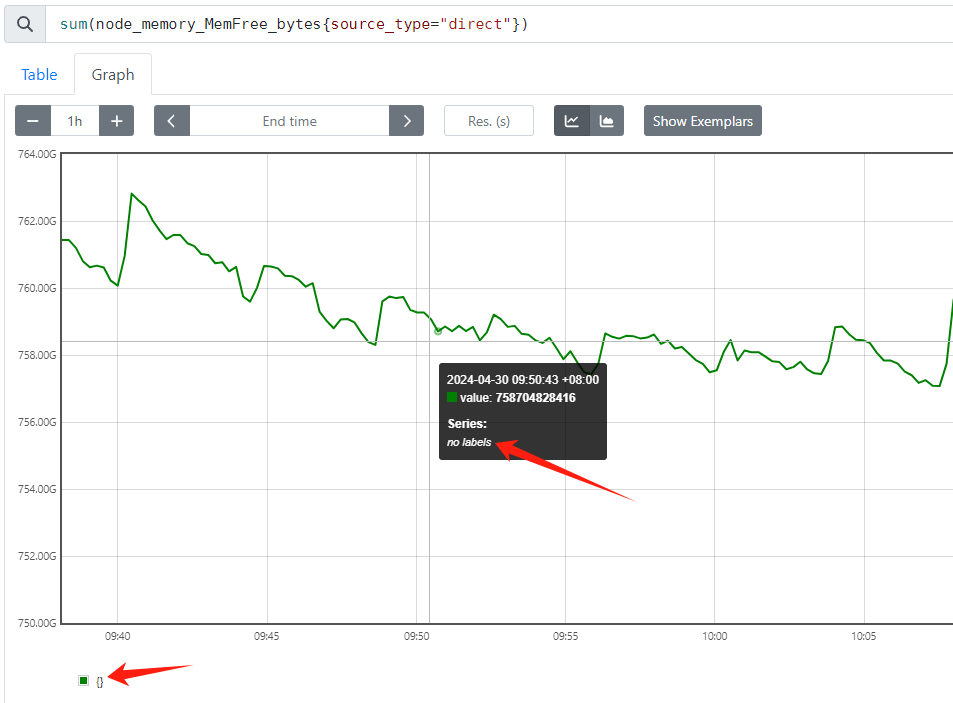 sum(node_memory_MemFree_bytes{source_type="direct"})
Table Graph
1h End time Res. (s) Show Exemplars
764.00G
762.00G
760.00G
758.00G
756.00G
754.00G
752.00G
750.00G
2024-04-30 09:50:43 +08:00
value: 758704828416
Series:
no labels
09:40 09:45 09:50 09:55 10:00 10:05
{}